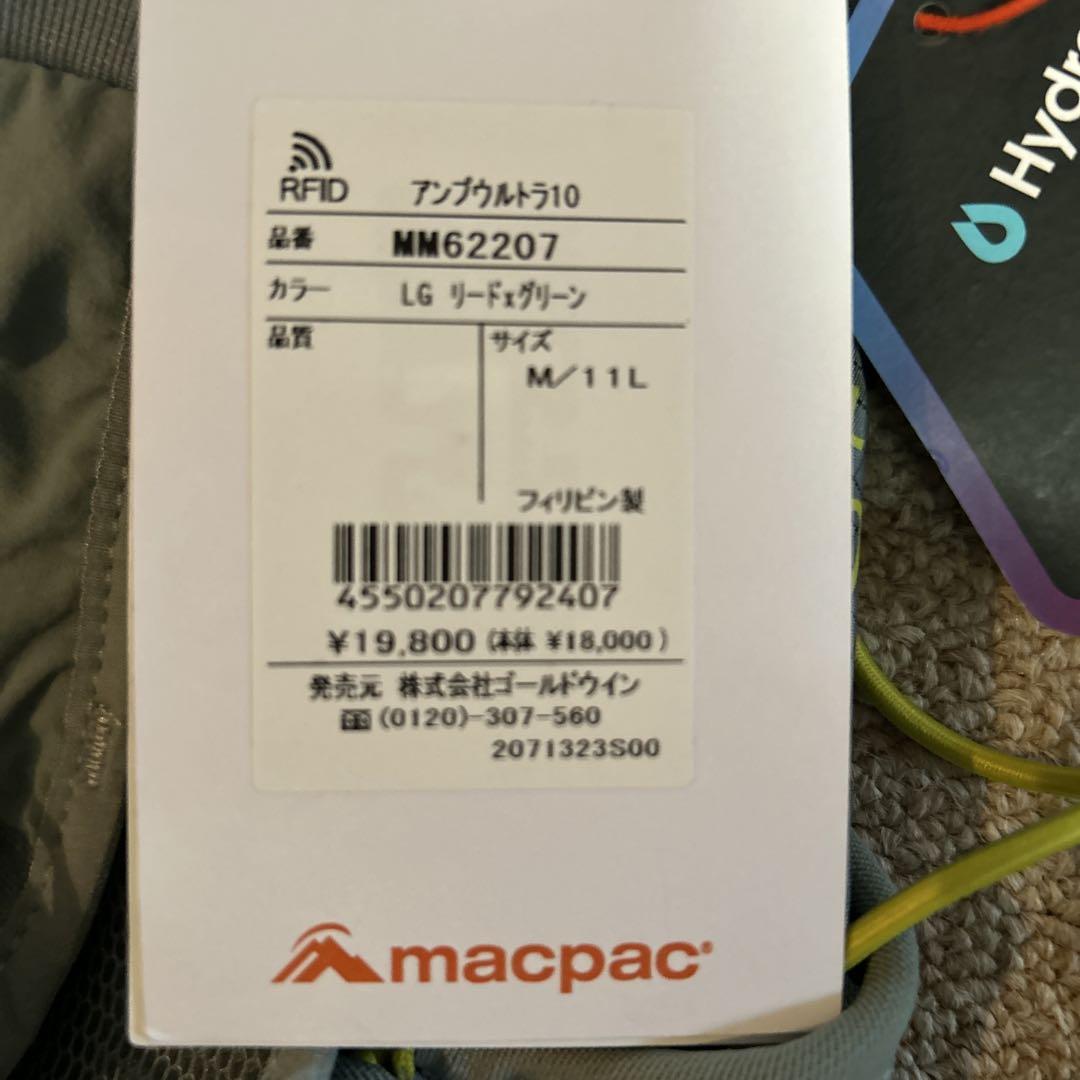 RFID アンプウルトラ10
品番 MM62207
カラー LG リードxグリーン
品質 サイズ
M/11L
フィリピン製
4550207792407
¥19,800 (本体 ¥18,000)
発売元 株式会社ゴールドウイン
(0120)-307-560
2071323S00
macpac
Hydr